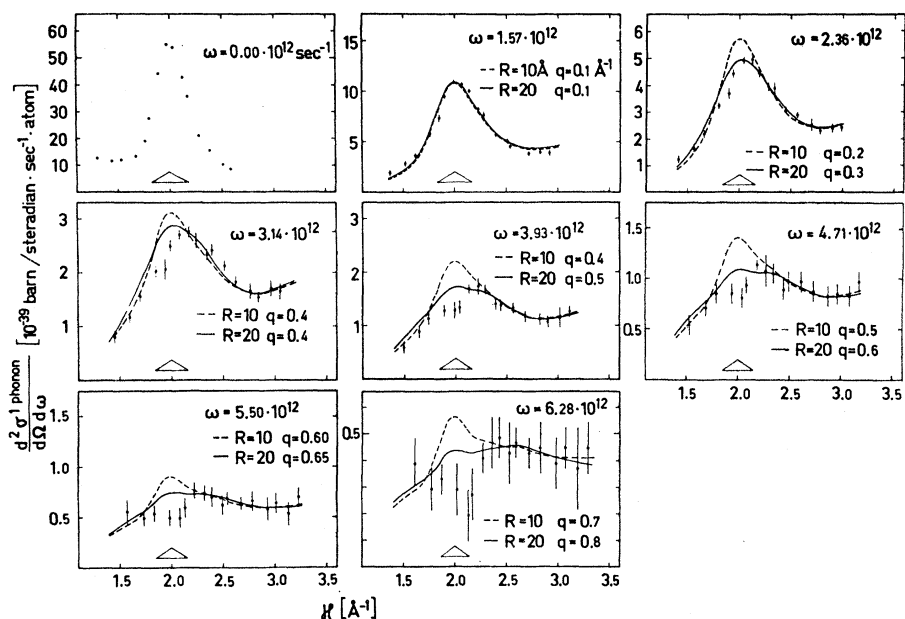 d²σ¹ phonon / dΩ dω [10⁻³⁹ barn / steradian · sec⁻¹ · atom]
60
50
40
30
20
10
ω = 0.00 · 10¹² sec⁻¹
15
10
5
ω = 1.57 · 10¹²
R = 10Å q = 0.1 Å⁻¹
R = 20 q = 0.1
6
5
4
3
2
1
ω = 2.36 · 10¹²
R = 10 q = 0.2
R = 20 q = 0.3
3
2
1
ω = 3.14 · 10¹²
R = 10 q = 0.4
R = 20 q = 0.4
3
2
1
ω = 3.93 · 10¹²
R = 10 q = 0.4
R = 20 q = 0.5
1.5
1.0
0.5
ω = 4.71 · 10¹²
R = 10 q = 0.5
R = 20 q = 0.6
1.5
1.0
0.5
ω = 5.50 · 10¹²
R = 10 q = 0.60
R = 20 q = 0.65
0.5
ω = 6.28 · 10¹²
R = 10 q = 0.7
R = 20 q = 0.8
1.5 2.0 2.5 3.0 3.5
1.5 2.0 2.5 3.0 3.5
1.5 2.0 2.5 3.0 3.5
ϰ [Å⁻¹]